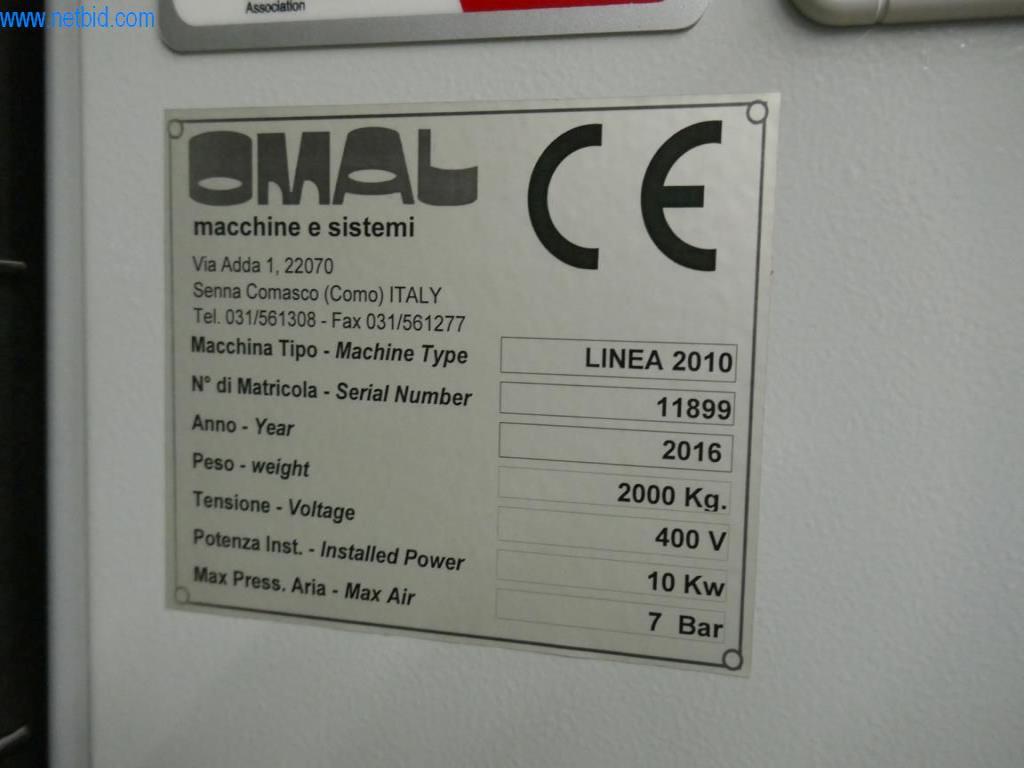 www.netbid.com
Association
OMAL
CE
macchine e sistemi
Via Adda 1, 22070
Senna Comasco (Como) ITALY
Tel. 031/561308 - Fax 031/561277
Macchina Tipo - Machine Type LINEA 2010
N° di Matricola - Serial Number 11899
Anno - Year 2016
Peso - weight 2000 Kg.
Tensione - Voltage 400 V
Potenza Inst. - Installed Power 10 Kw
Max Press. Aria - Max Air 7 Bar